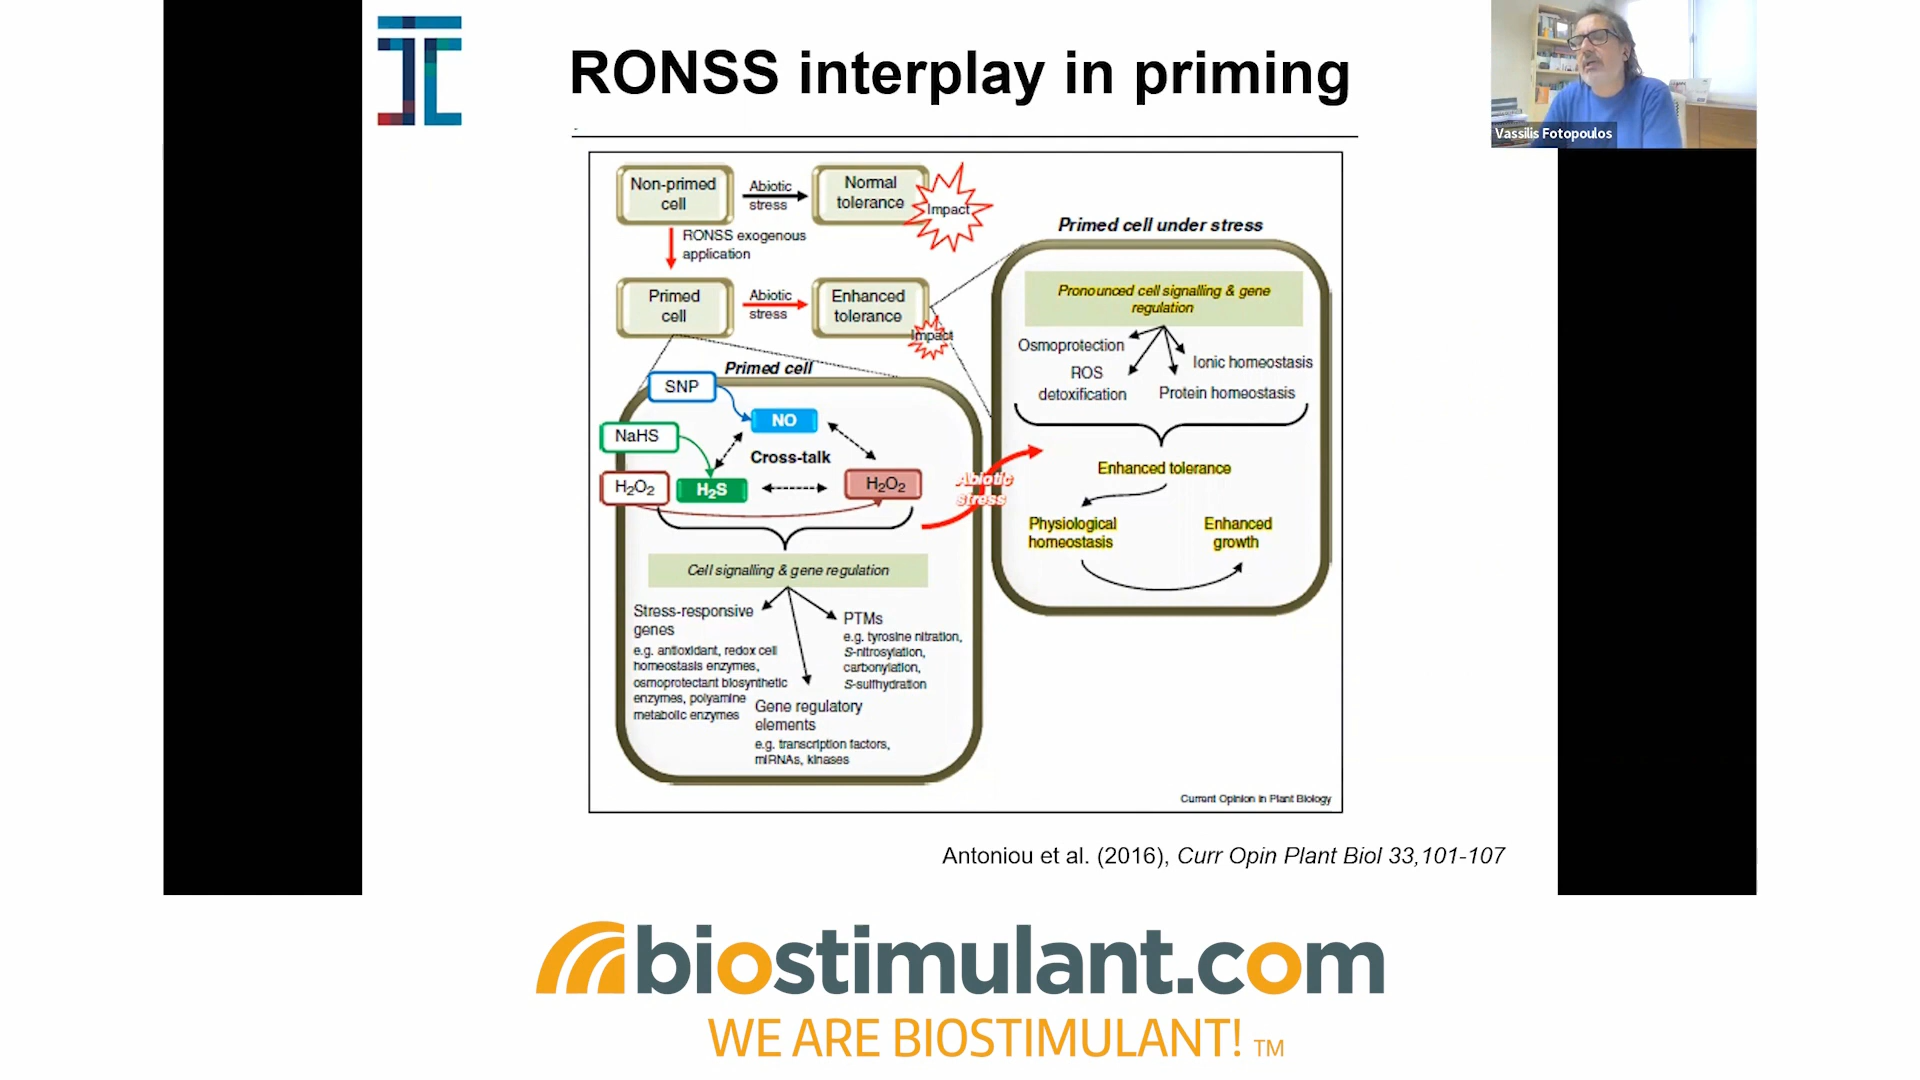 RONSS interplay in priming
Vassilis Fotopoulos
Non-primed
cell
Abiotic
stress
Normal
tolerance
Impact
RONSS exogenous
application
Primed
cell
Abiotic
stress
Enhanced
tolerance
Impact
Primed cell
SNP
NO
NaHS
Cross-talk
H₂O₂
H₂S
H₂O₂
Abiotic
stress
Cell signalling & gene regulation
Stress-responsive
genes
e.g. antioxidant, redox cell
homeostasis enzymes,
osmoprotectant biosynthetic
enzymes, polyamine
metabolic enzymes
PTMs
e.g. tyrosine nitration,
S-nitrosylation,
carbonylation,
S-sulfhydration
Gene regulatory
elements
e.g. transcription factors,
miRNAs, kinases
Primed cell under stress
Pronounced cell signalling & gene
regulation
Osmoprotection
ROS
detoxification
Ionic homeostasis
Protein homeostasis
Enhanced tolerance
Physiological
homeostasis
Enhanced
growth
Current Opinion in Plant Biology
Antoniou et al. (2016), Curr Opin Plant Biol 33,101-107
biostimulant.com
WE ARE BIOSTIMULANT! TM